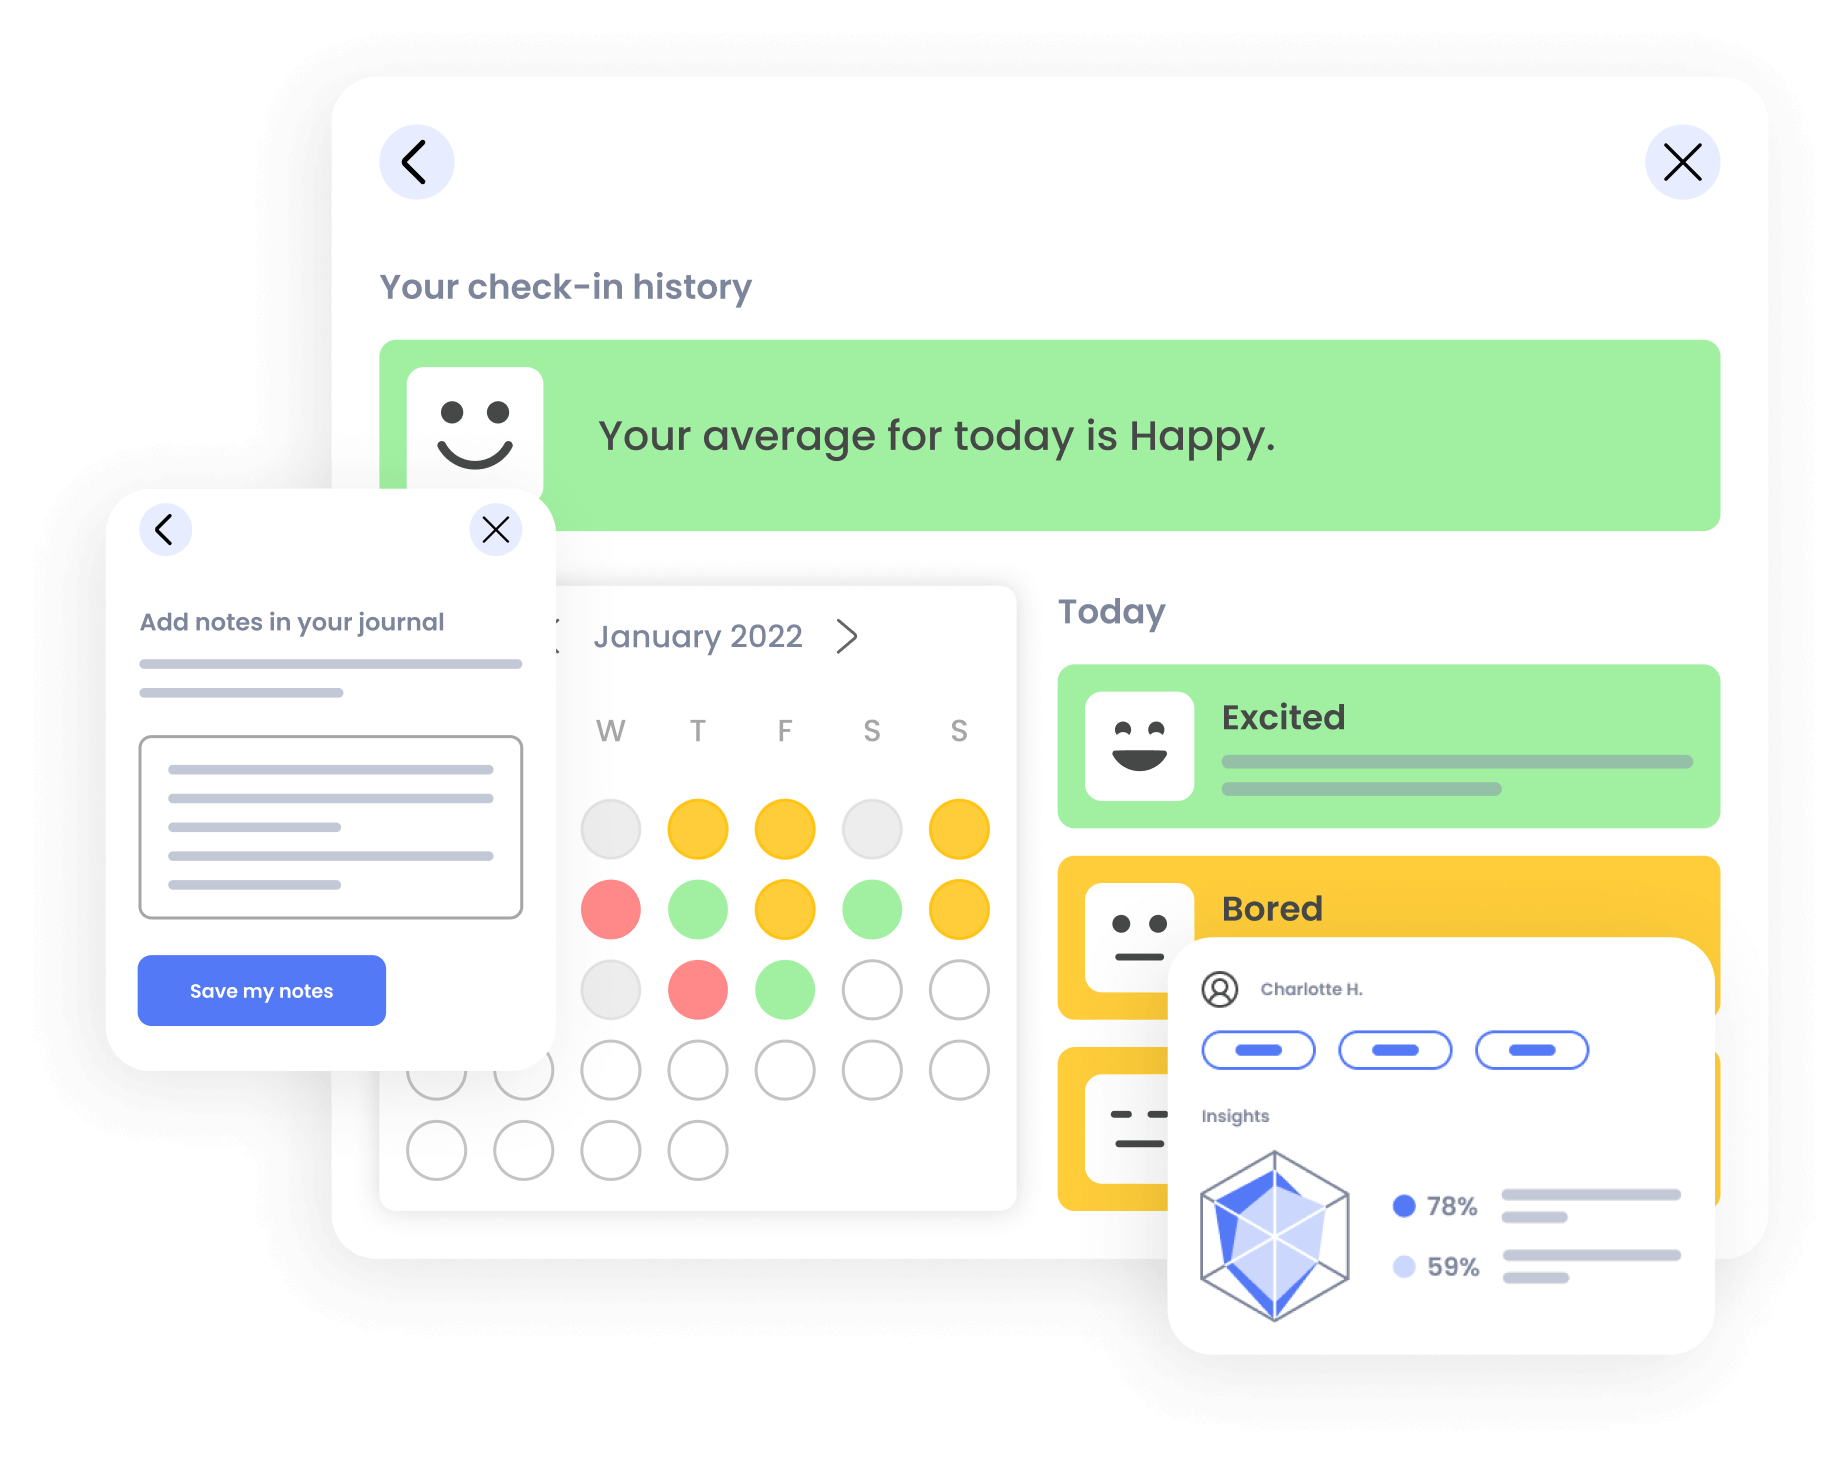 Your check-in history
Your average for today is Happy.
Add notes in your journal
Save my notes
January 2022
W T F S S
Today
Excited
Bored
Charlotte H.
Insights
78%
59%